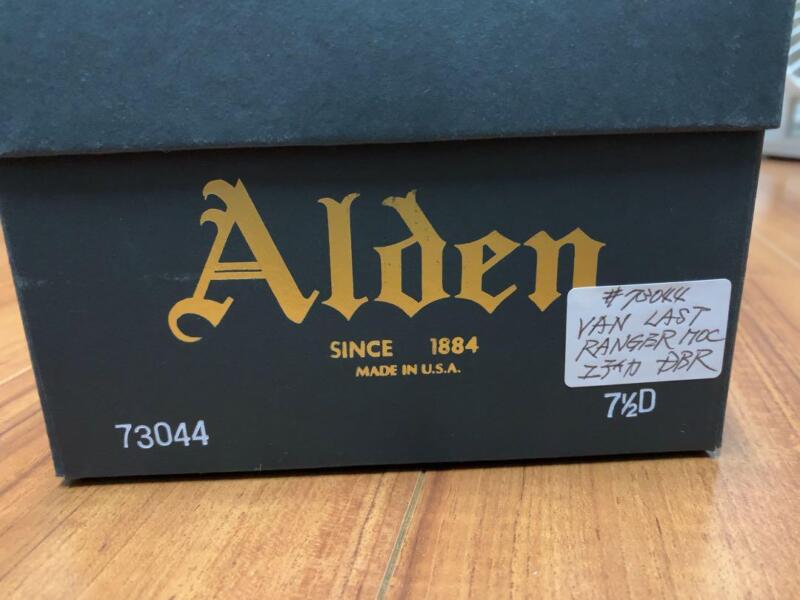 Alden
SINCE 1884
MADE IN U.S.A.
# 73044
VAN LAST
RANGER MOC
エディカ DBR
73044
7½D